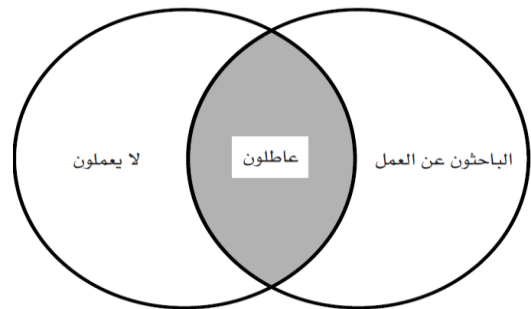 الباحثون عن العمل
عاطلون
لا يعملون